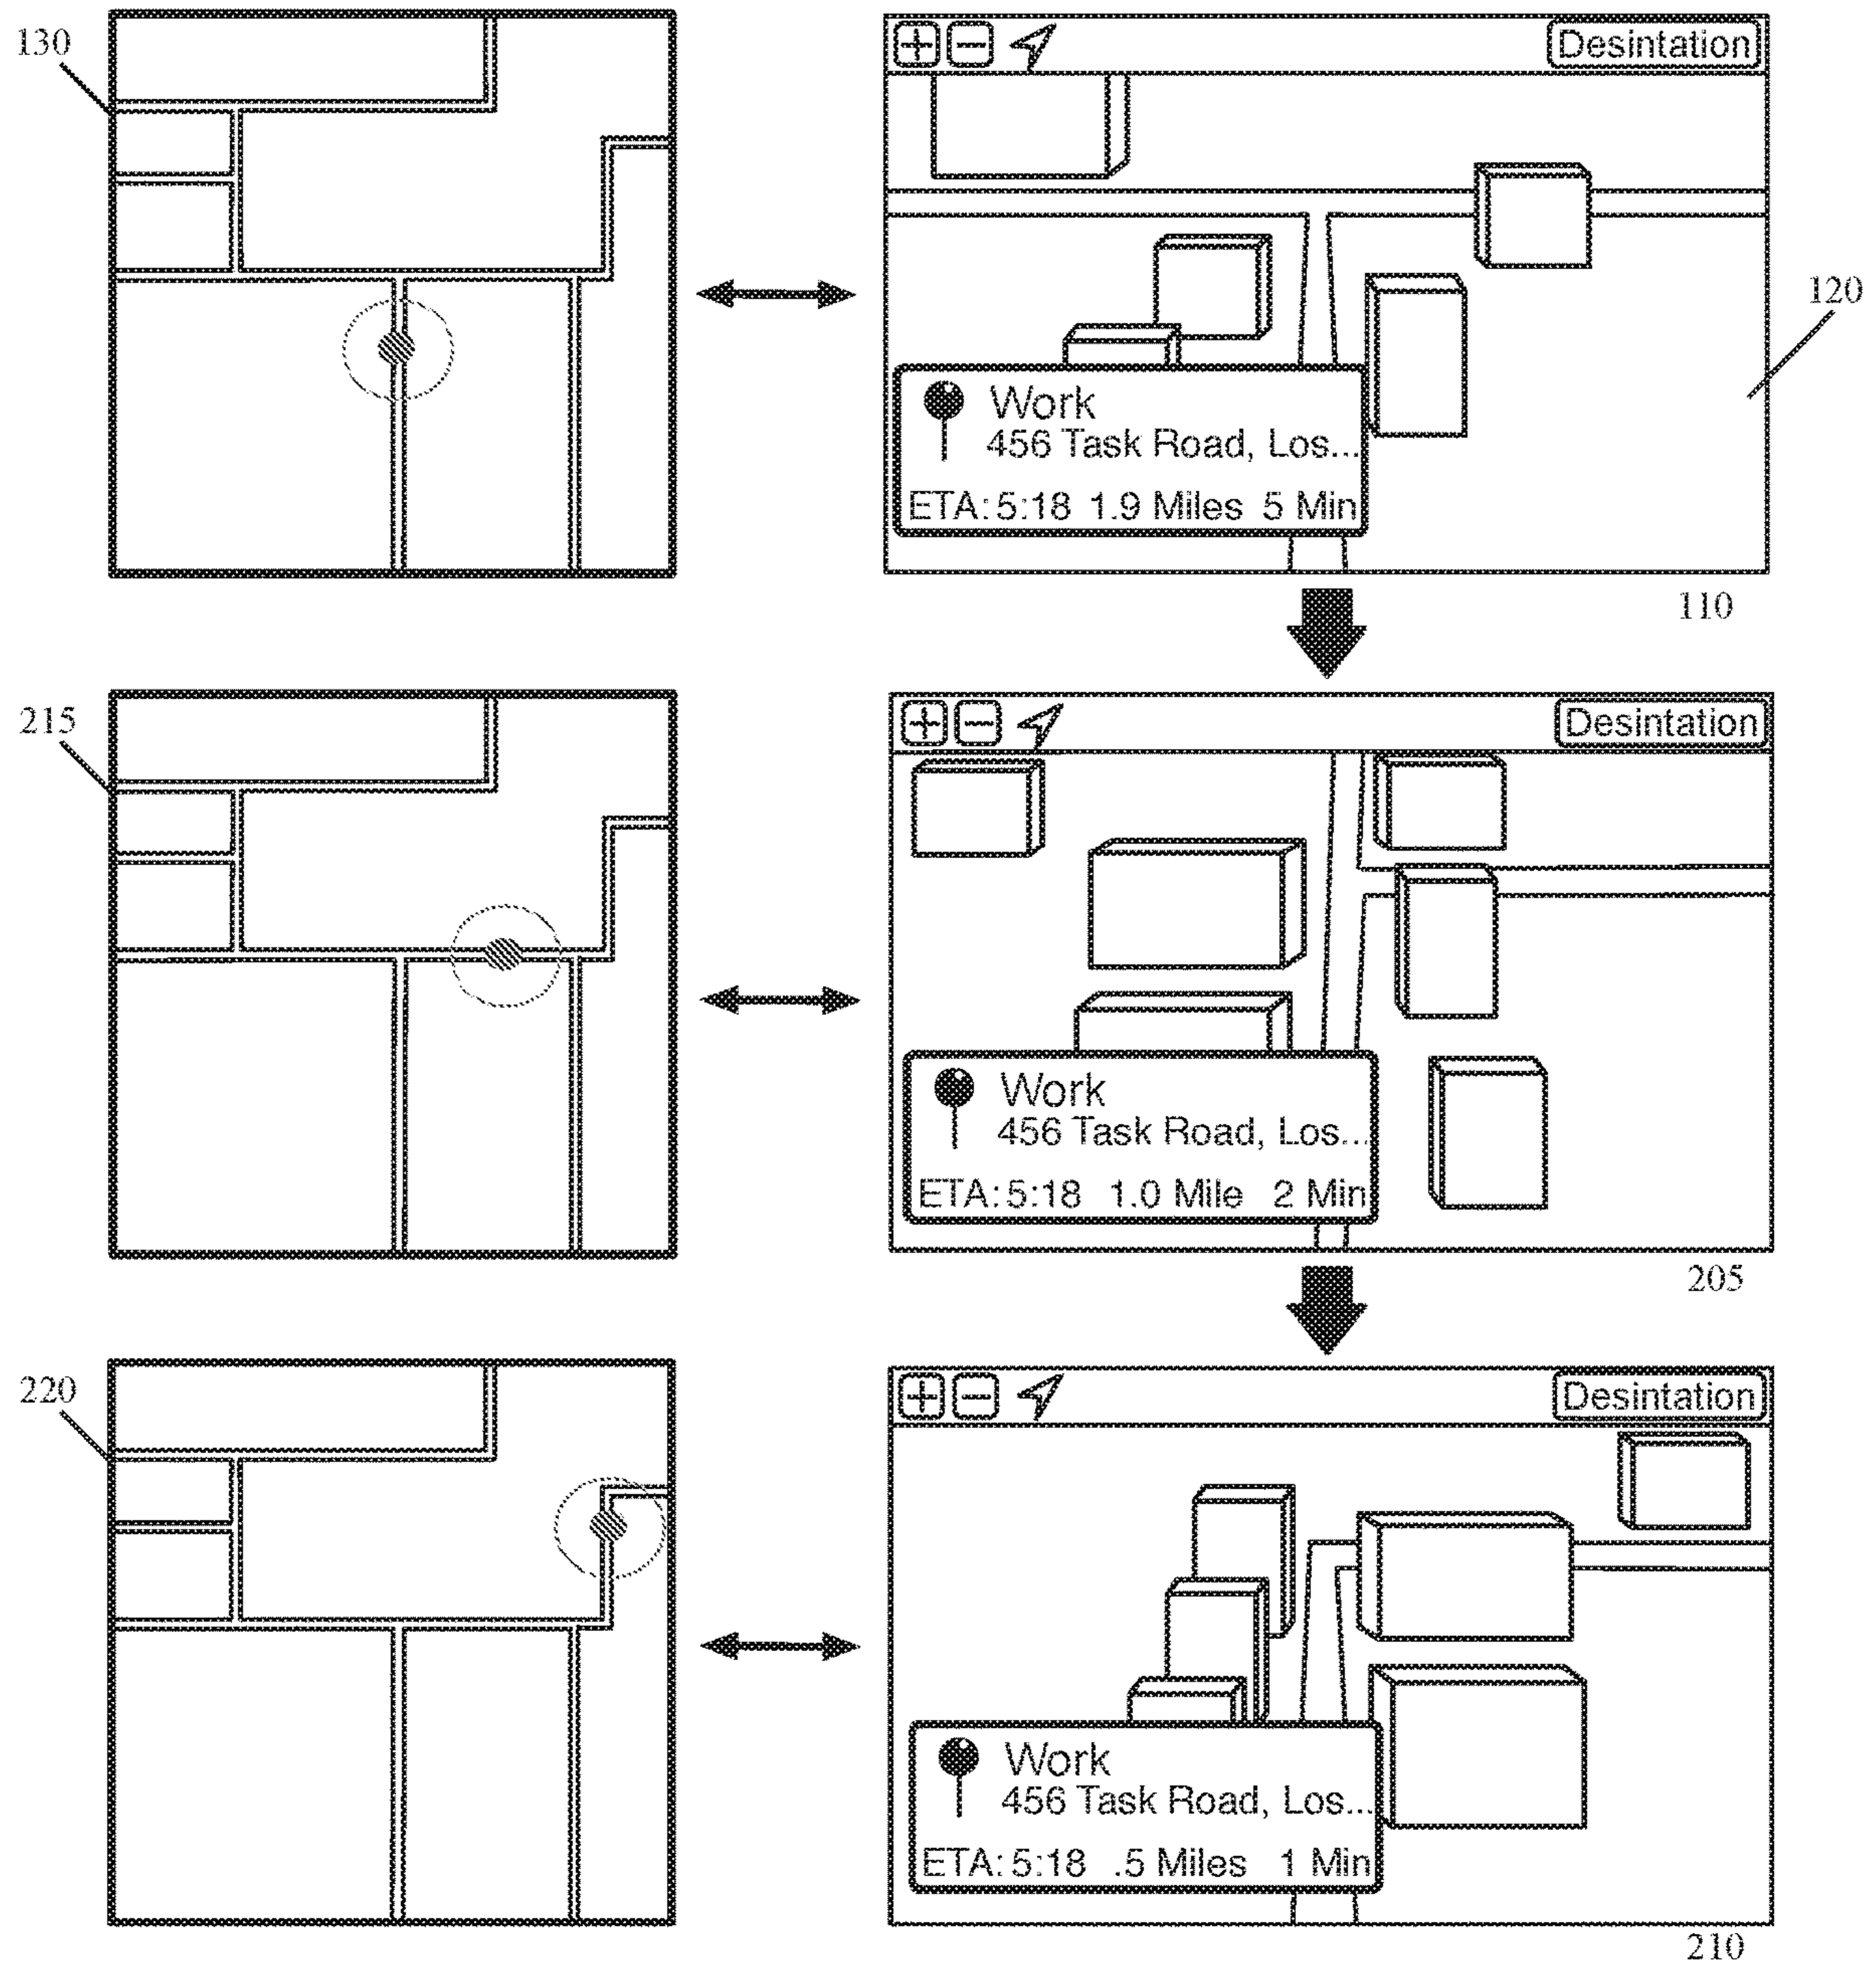 130
Desintation
120
Work
456 Task Road, Los...
ETA: 5:18 1.9 Miles 5 Min
110
215
Desintation
Work
456 Task Road, Los...
ETA: 5:18 1.0 Mile 2 Min
205
220
Desintation
Work
456 Task Road, Los...
ETA: 5:18 .5 Miles 1 Min
210